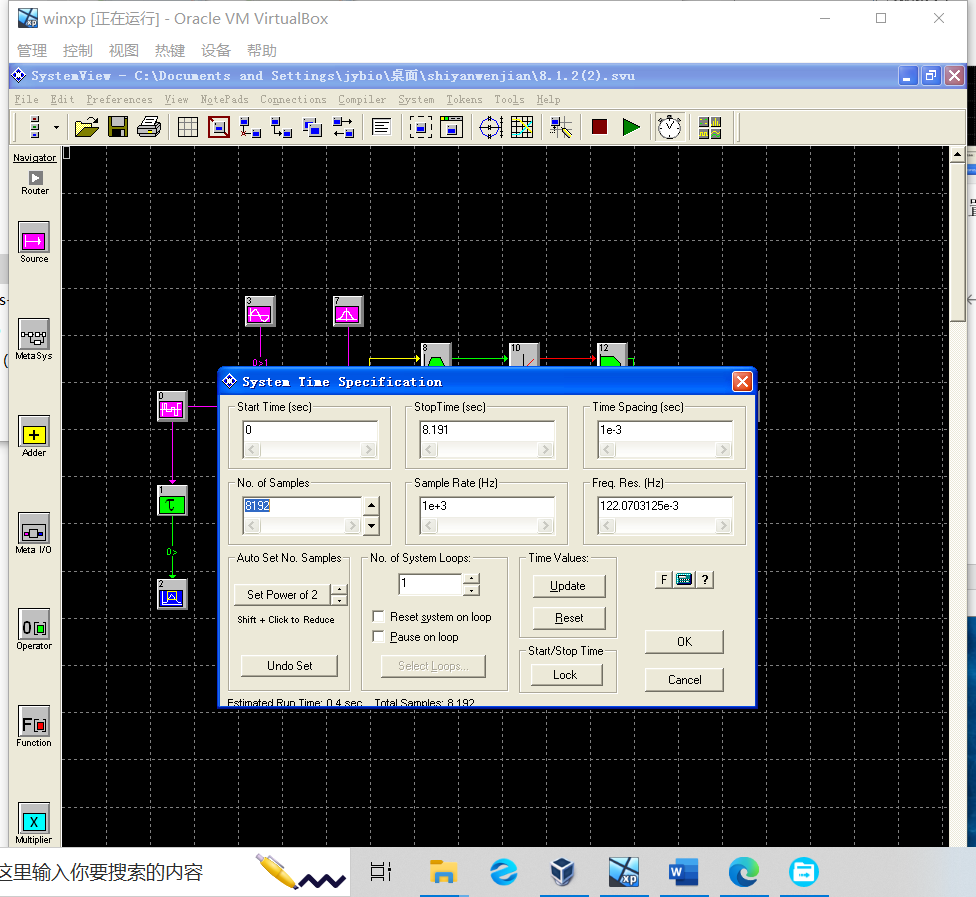 winxp [正在运行] - Oracle VM VirtualBox
管理 控制 视图 热键 设备 帮助
SystemView - C:\Documents and Settings\jybio\桌面\shiyanwenjian\8.1.2(2).svu
File Edit Preferences View NotePads Connections Compiler System Tokens Tools Help
Navigator
Router
Source
MetaSys
Adder
Meta I/O
Operator
Function
Multiplier
3
7
0>1
8
10
12
0
1
τ
0>
2
System Time Specification
Start Time (sec)
0
StopTime (sec)
8.191
Time Spacing (sec)
1e-3
No. of Samples
8192
Sample Rate (Hz)
1e+3
Freq. Res. (Hz)
122.0703125e-3
Auto Set No. Samples
Set Power of 2
Shift + Click to Reduce
Undo Set
No. of System Loops:
1
Reset system on loop
Pause on loop
Select Loops...
Time Values:
Update
Reset
Start/Stop Time
Lock
F
?
OK
Cancel
Estimated Run Time: 0.4 sec Total Samples: 8,192
这里输入你要搜索的内容